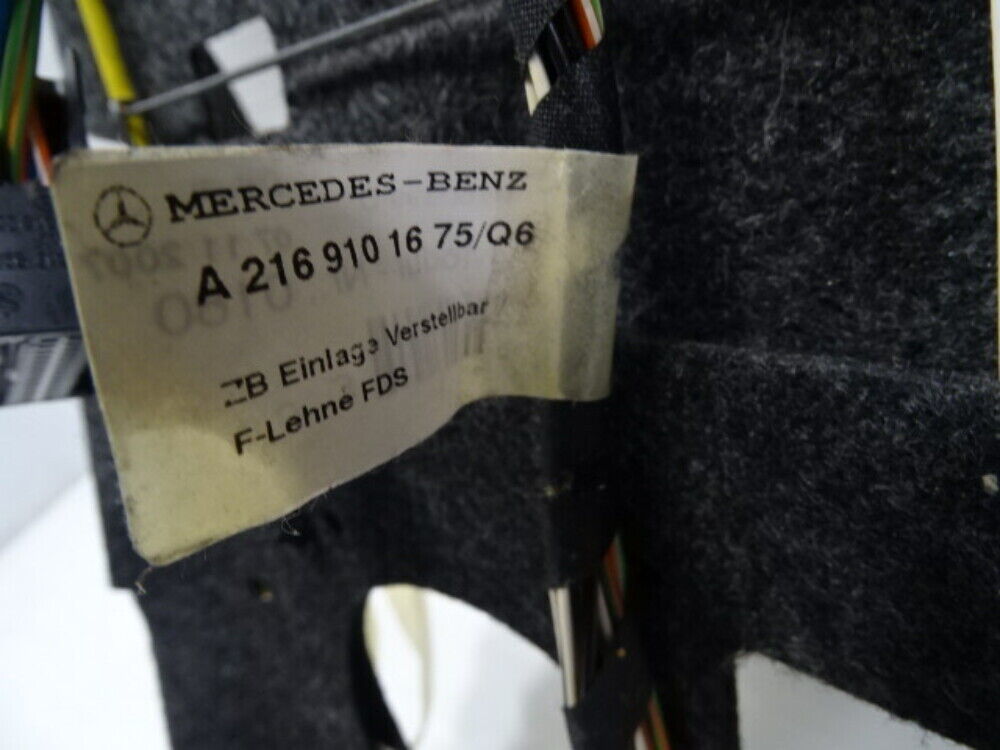 MERCEDES-BENZ
A 216 910 16 75/Q6
ZB Einlage Verstellbar
F-Lehne FDS